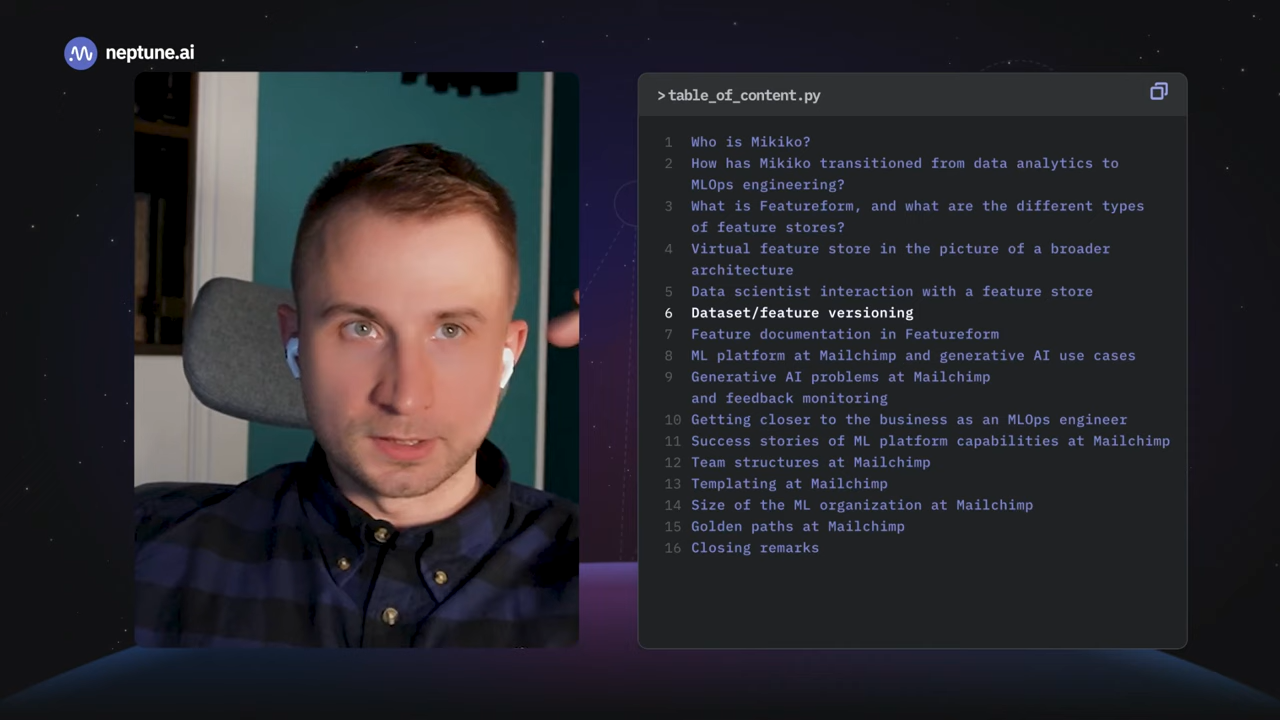 neptune.ai
>table_of_content.py
1 Who is Mikiko?
2 How has Mikiko transitioned from data analytics to
MLOps engineering?
3 What is Featureform, and what are the different types
of feature stores?
4 Virtual feature store in the picture of a broader
architecture
5 Data scientist interaction with a feature store
6 Dataset/feature versioning
7 Feature documentation in Featureform
8 ML platform at Mailchimp and generative AI use cases
9 Generative AI problems at Mailchimp
and feedback monitoring
10 Getting closer to the business as an MLOps engineer
11 Success stories of ML platform capabilities at Mailchimp
12 Team structures at Mailchimp
13 Templating at Mailchimp
14 Size of the ML organization at Mailchimp
15 Golden paths at Mailchimp
16 Closing remarks